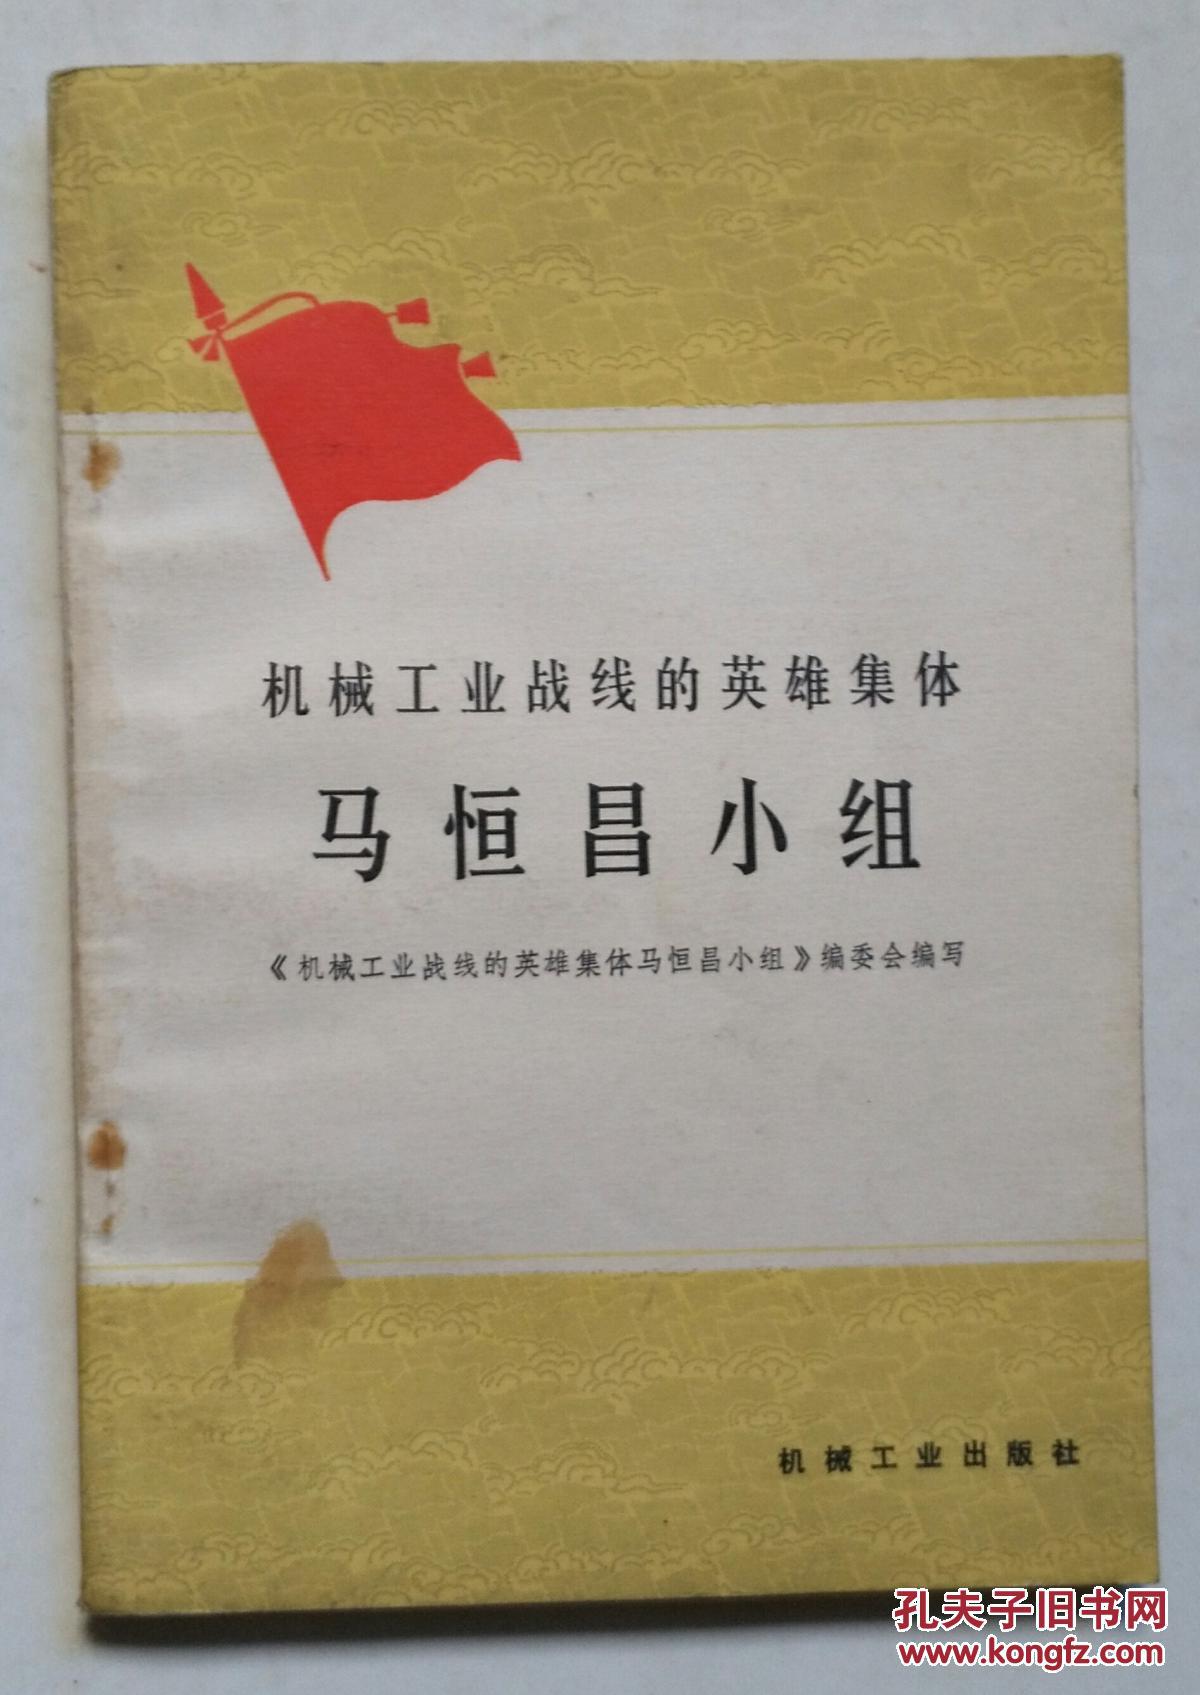 机械工业战线的英雄集体
马恒昌小组
《机械工业战线的英雄集体马恒昌小组》编委会编写
机械工业出版社
孔夫子旧书网
www.kongfz.com